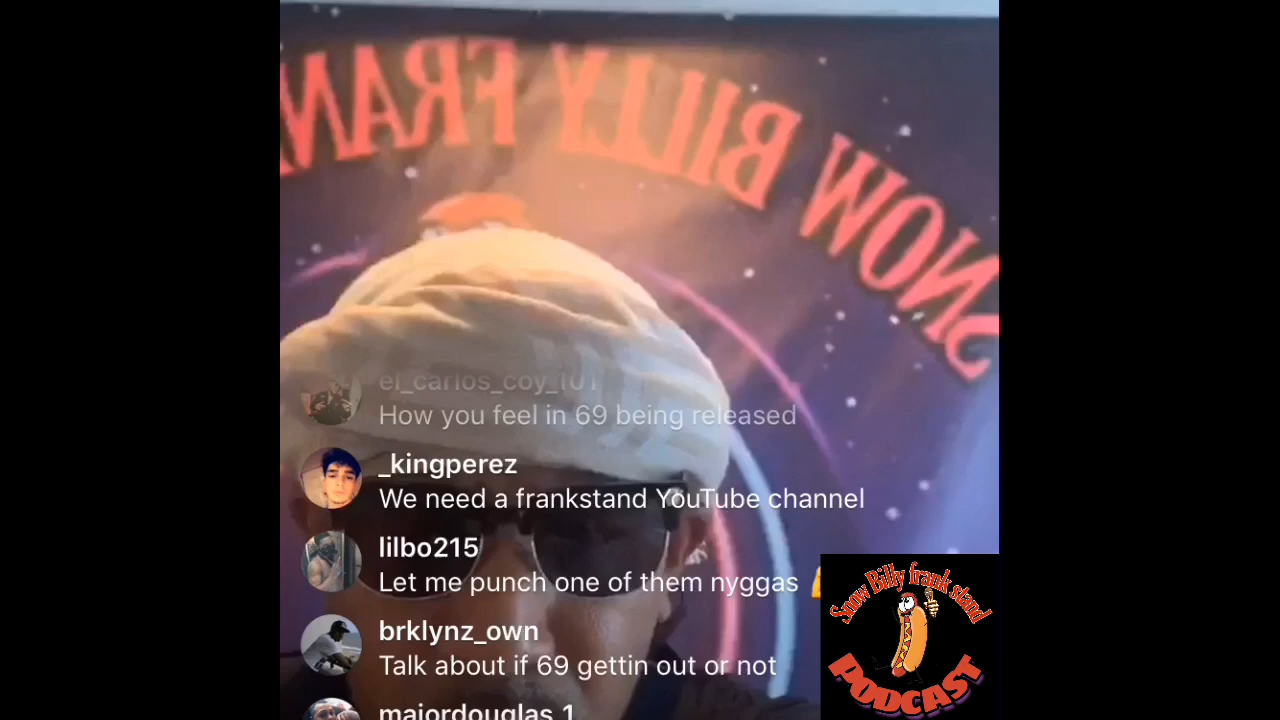 SNOW BILLY FRAN
el_carlos_coy_101
How you feel in 69 being released
_kingperez
We need a frankstand YouTube channel
lilbo215
Let me punch one of them nyggas
brklynz_own
Talk about if 69 gettin out or not
majordouglas_1
Snow Billy frank stand
PODCAST